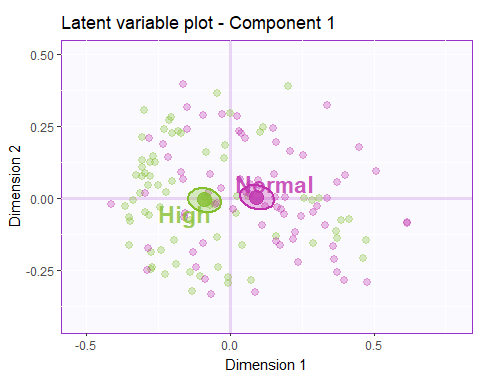 Latent variable plot - Component 1
0.50
0.25
0.00
-0.25
Dimension 2
Normal
High
-0.5
0.0
0.5
Dimension 1